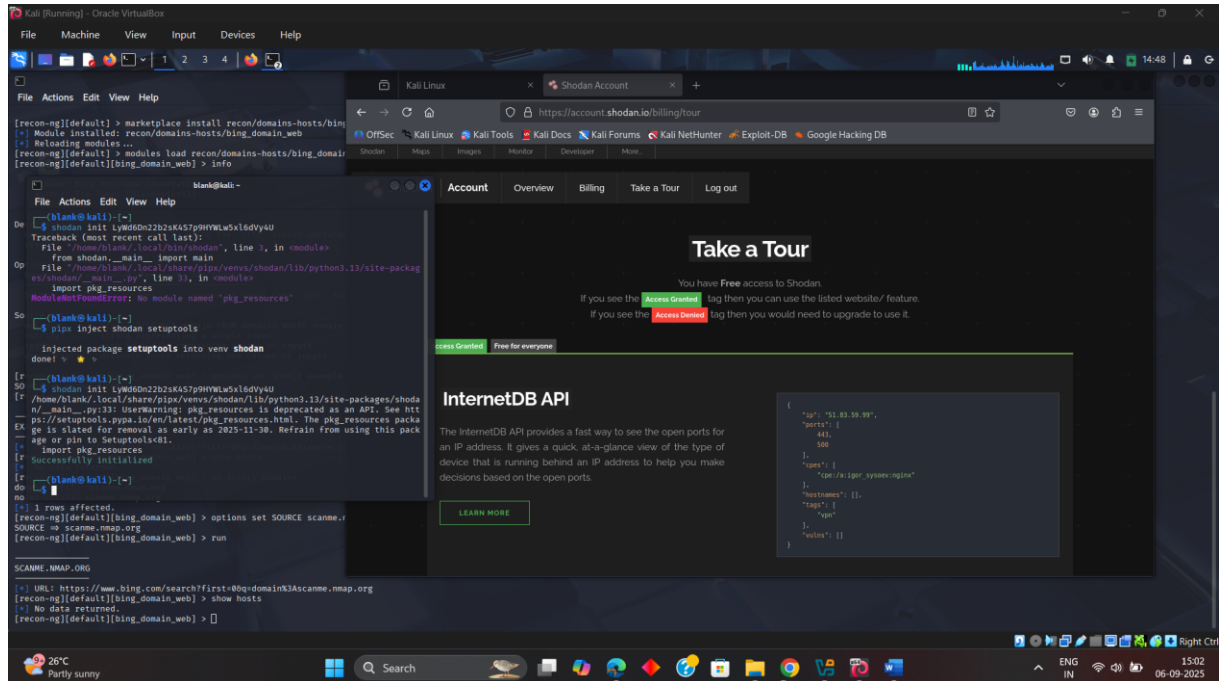 Kali [Running] - Oracle VirtualBox
File Machine View Input Devices Help
1 2 3 4
14:48
File Actions Edit View Help
[recon-ng][default] > marketplace install recon/domains-hosts/bing
[*] Module installed: recon/domains-hosts/bing_domain_web
[*] Reloading modules...
[recon-ng][default] > modules load recon/domains-hosts/bing_domain
[recon-ng][default][bing_domain_web] > info
blank@kali: ~
File Actions Edit View Help
(blank㉿kali)-[~]
$ shodan init LyWd6Dn22b2sK4S7p9HYWLw5xl6dVy4U
Traceback (most recent call last):
File "/home/blank/.local/bin/shodan", line 3, in <module>
from shodan.__main__ import main
File "/home/blank/.local/share/pipx/venvs/shodan/lib/python3.13/site-packag
es/shodan/__main__.py", line 33, in <module>
import pkg_resources
ModuleNotFoundError: No module named 'pkg_resources'
(blank㉿kali)-[~]
$ pipx inject shodan setuptools
injected package setuptools into venv shodan
done!
(blank㉿kali)-[~]
$ shodan init LyWd6Dn22b2sK4S7p9HYWLw5xl6dVy4U
/home/blank/.local/share/pipx/venvs/shodan/lib/python3.13/site-packages/shoda
n/__main__.py:33: UserWarning: pkg_resources is deprecated as an API. See htt
ps://setuptools.pypa.io/en/latest/pkg_resources.html. The pkg_resources packa
ge is slated for removal as early as 2025-11-30. Refrain from using this pack
age or pin to Setuptools<81.
import pkg_resources
Successfully initialized
(blank㉿kali)-[~]
$
[*] 1 rows affected.
[recon-ng][default][bing_domain_web] > options set SOURCE scanme.n
SOURCE => scanme.nmap.org
[recon-ng][default][bing_domain_web] > run
SCANME.NMAP.ORG
[*] URL: https://www.bing.com/search?first=0&q=domain%3Ascanme.nmap.org
[recon-ng][default][bing_domain_web] > show hosts
[*] No data returned.
[recon-ng][default][bing_domain_web] >
Kali Linux
Shodan Account
https://account.shodan.io/billing/tour
OffSec Kali Linux Kali Tools Kali Docs Kali Forums Kali NetHunter Exploit-DB Google Hacking DB
Shodan Maps Images Monitor Developer More...
Account Overview Billing Take a Tour Log out
Take a Tour
You have Free access to Shodan.
If you see the Access Granted tag then you can use the listed website/ feature.
If you see the Access Denied tag then you would need to upgrade to use it.
ccess Granted Free for everyone
InternetDB API
The InternetDB API provides a fast way to see the open ports for
an IP address. It gives a quick, at-a-glance view of the type of
device that is running behind an IP address to help you make
decisions based on the open ports.
LEARN MORE
{
"ip": "51.83.59.99",
"ports": [
443,
500
],
"cpes": [
"cpe:/a:igor_sysoev:nginx"
],
"hostnames": [],
"tags": [
"vpn"
],
"vulns": []
}
Right Ctrl
26°C
Partly sunny
Search
ENG
IN
15:02
06-09-2025